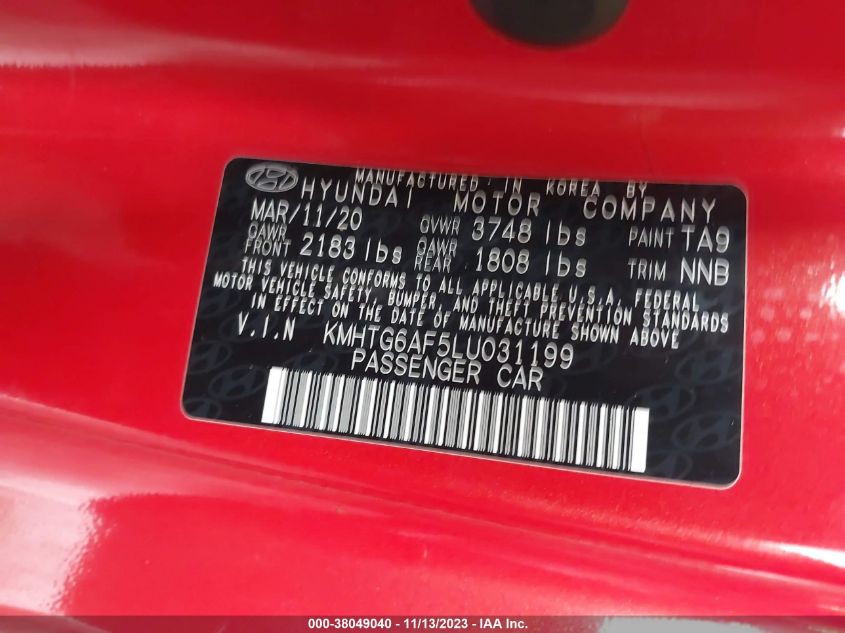 MANUFACTURED IN KOREA BY
HYUNDAI MOTOR COMPANY
MAR/11/20 GVWR 3748 lbs PAINT TA9
GAWR FRONT 2183 lbs GAWR REAR 1808 lbs TRIM NNB
THIS VEHICLE CONFORMS TO ALL APPLICABLE U.S.A. FEDERAL
MOTOR VEHICLE SAFETY, BUMPER, AND THEFT PREVENTION STANDARDS
IN EFFECT ON THE DATE OF MANUFACTURE SHOWN ABOVE
V.I.N KMHTG6AF5LU031199
PASSENGER CAR
000-38049040 - 11/13/2023 - IAA Inc.